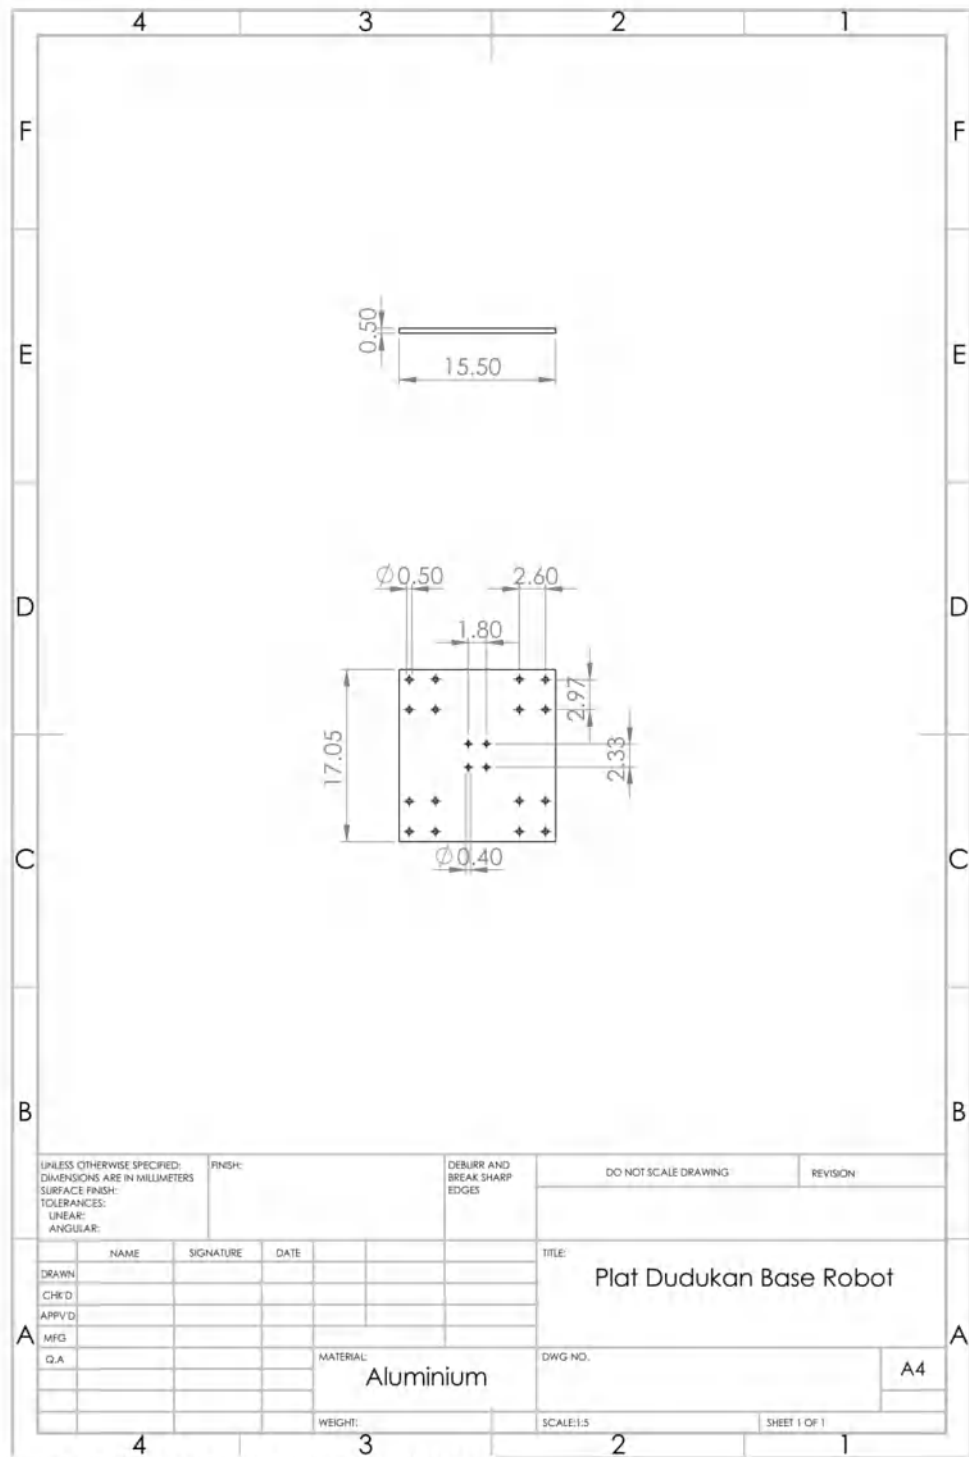 4 3 2 1
F F
0.50
E E
15.50
Ø0.50 2.60
D D
1.80
2.97
17.05
2.33
Ø0.40
C C
B B
UNLESS OTHERWISE SPECIFIED:
DIMENSIONS ARE IN MILLIMETERS
SURFACE FINISH:
TOLERANCES:
LINEAR:
ANGULAR:
FINISH:
DEBURR AND
BREAK SHARP
EDGES
DO NOT SCALE DRAWING
REVISION
NAME SIGNATURE DATE
TITLE:
Plat Dudukan Base Robot
DRAWN
CHK'D
APPV'D
MFG
A A
Q.A
MATERIAL:
Aluminium
DWG NO.
A4
WEIGHT:
SCALE:1:5
SHEET 1 OF 1
4 3 2 1